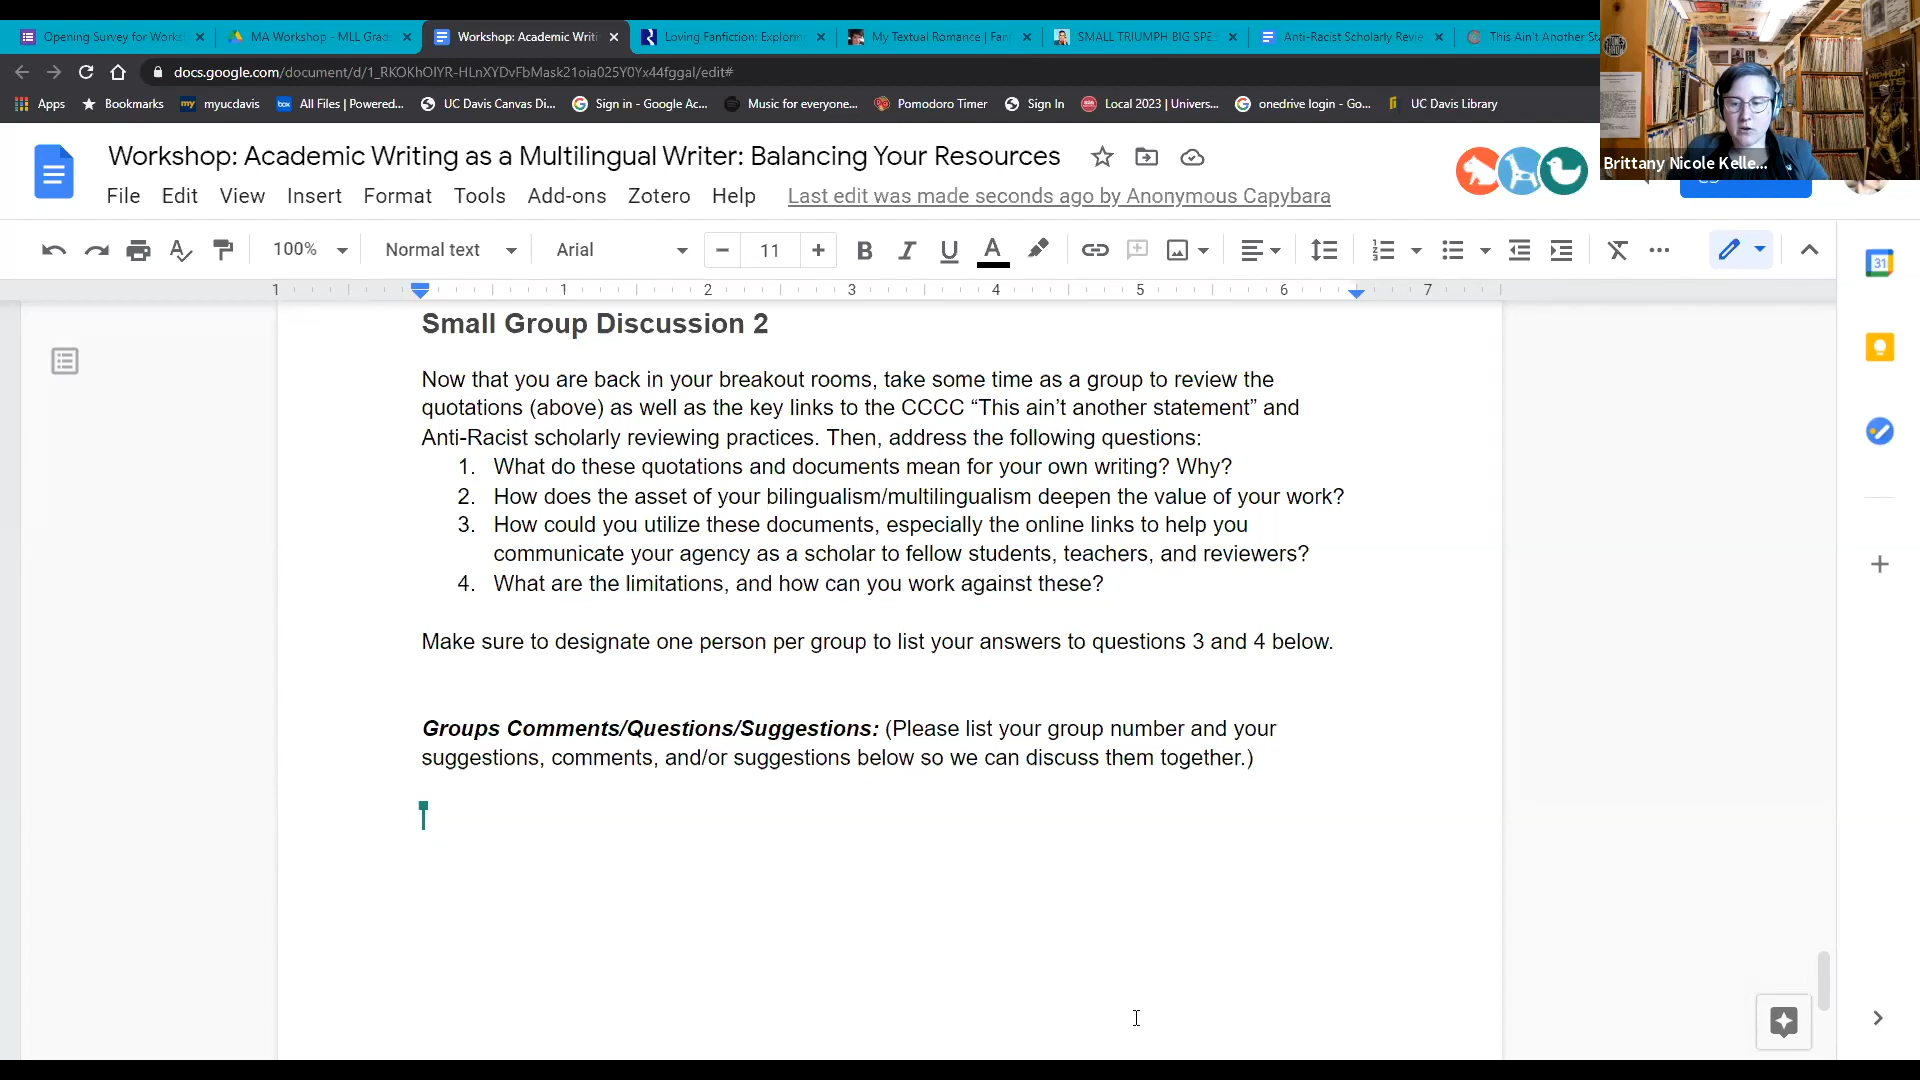 Opening Survey for Works
MA Workshop - MLL Grad
Workshop: Academic Writi
Loving Fanfiction: Explorin
My Textual Romance | Fan
SMALL TRIUMPH BIG SPE
Anti-Racist Scholarly Revie
This Ain't Another Sta
docs.google.com/document/d/1_RKOKhOIYR-HLnXYDvFbMask21oia025Y0Yx44fggal/edit#
Apps
Bookmarks
my myucdavis
box All Files | Powered...
UC Davis Canvas Di...
Sign in - Google Ac...
Music for everyone...
Pomodoro Timer
Sign In
Local 2023 | Univers...
onedrive login - Go...
UC Davis Library
Brittany Nicole Kelle...
Workshop: Academic Writing as a Multilingual Writer: Balancing Your Resources
File Edit View Insert Format Tools Add-ons Zotero Help Last edit was made seconds ago by Anonymous Capybara
100% Normal text Arial − 11 + B I U A
1 1 2 3 4 5 6 7
31
Small Group Discussion 2
Now that you are back in your breakout rooms, take some time as a group to review the
quotations (above) as well as the key links to the CCCC “This ain’t another statement” and
Anti-Racist scholarly reviewing practices. Then, address the following questions:
1. What do these quotations and documents mean for your own writing? Why?
2. How does the asset of your bilingualism/multilingualism deepen the value of your work?
3. How could you utilize these documents, especially the online links to help you
communicate your agency as a scholar to fellow students, teachers, and reviewers?
4. What are the limitations, and how can you work against these?
Make sure to designate one person per group to list your answers to questions 3 and 4 below.
Groups Comments/Questions/Suggestions: (Please list your group number and your
suggestions, comments, and/or suggestions below so we can discuss them together.)